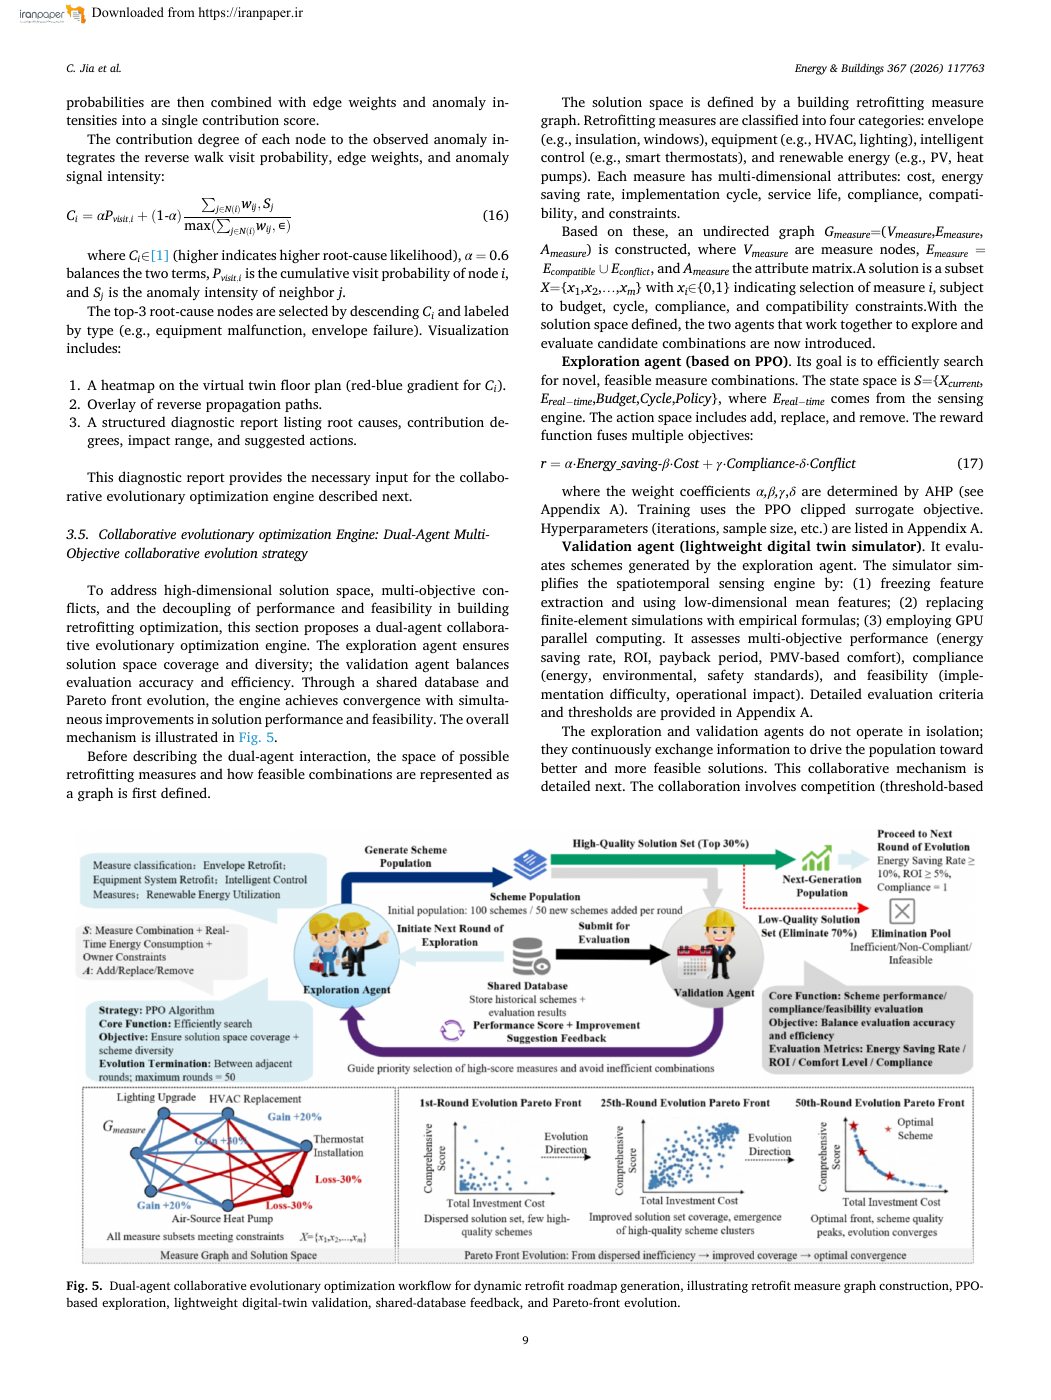 iranpaper Downloaded from https://iranpaper.ir
C. Jia et al.
Energy & Buildings 367 (2026) 117763
probabilities are then combined with edge weights and anomaly in-
tensities into a single contribution score.
The contribution degree of each node to the observed anomaly in-
tegrates the reverse walk visit probability, edge weights, and anomaly
signal intensity:
C_i = αP_visit.i + (1-α) ∑_{j∈N(i)} w_ij, S_j / max(∑_{j∈N(i)} w_ij, ∈) (16)
where C_i∈[1] (higher indicates higher root-cause likelihood), α = 0.6
balances the two terms, P_visit.i is the cumulative visit probability of node i,
and S_j is the anomaly intensity of neighbor j.
The top-3 root-cause nodes are selected by descending C_i and labeled
by type (e.g., equipment malfunction, envelope failure). Visualization
includes:
1. A heatmap on the virtual twin floor plan (red-blue gradient for C_i).
2. Overlay of reverse propagation paths.
3. A structured diagnostic report listing root causes, contribution de-
grees, impact range, and suggested actions.
This diagnostic report provides the necessary input for the collabo-
rative evolutionary optimization engine described next.
3.5. Collaborative evolutionary optimization Engine: Dual-Agent Multi-
Objective collaborative evolution strategy
To address high-dimensional solution space, multi-objective con-
flicts, and the decoupling of performance and feasibility in building
retrofitting optimization, this section proposes a dual-agent collabora-
tive evolutionary optimization engine. The exploration agent ensures
solution space coverage and diversity; the validation agent balances
evaluation accuracy and efficiency. Through a shared database and
Pareto front evolution, the engine achieves convergence with simulta-
neous improvements in solution performance and feasibility. The overall
mechanism is illustrated in Fig. 5.
Before describing the dual-agent interaction, the space of possible
retrofitting measures and how feasible combinations are represented as
a graph is first defined.
The solution space is defined by a building retrofitting measure
graph. Retrofitting measures are classified into four categories: envelope
(e.g., insulation, windows), equipment (e.g., HVAC, lighting), intelligent
control (e.g., smart thermostats), and renewable energy (e.g., PV, heat
pumps). Each measure has multi-dimensional attributes: cost, energy
saving rate, implementation cycle, service life, compliance, compati-
bility, and constraints.
Based on these, an undirected graph G_measure=(V_measure,E_measure,
A_measure) is constructed, where V_measure are measure nodes, E_measure =
E_compatible ∪ E_conflict, and A_measure the attribute matrix.A solution is a subset
X={x_1,x_2,…,x_m} with x_i∈{0,1} indicating selection of measure i, subject
to budget, cycle, compliance, and compatibility constraints.With the
solution space defined, the two agents that work together to explore and
evaluate candidate combinations are now introduced.
Exploration agent (based on PPO). Its goal is to efficiently search
for novel, feasible measure combinations. The state space is S={X_current,
E_real−time,Budget,Cycle,Policy}, where E_real−time comes from the sensing
engine. The action space includes add, replace, and remove. The reward
function fuses multiple objectives:
r = α·Energy_saving-β·Cost + γ·Compliance-δ·Conflict (17)
where the weight coefficients α,β,γ,δ are determined by AHP (see
Appendix A). Training uses the PPO clipped surrogate objective.
Hyperparameters (iterations, sample size, etc.) are listed in Appendix A.
Validation agent (lightweight digital twin simulator). It evalu-
ates schemes generated by the exploration agent. The simulator sim-
plifies the spatiotemporal sensing engine by: (1) freezing feature
extraction and using low-dimensional mean features; (2) replacing
finite-element simulations with empirical formulas; (3) employing GPU
parallel computing. It assesses multi-objective performance (energy
saving rate, ROI, payback period, PMV-based comfort), compliance
(energy, environmental, safety standards), and feasibility (imple-
mentation difficulty, operational impact). Detailed evaluation criteria
and thresholds are provided in Appendix A.
The exploration and validation agents do not operate in isolation;
they continuously exchange information to drive the population toward
better and more feasible solutions. This collaborative mechanism is
detailed next. The collaboration involves competition (threshold-based
Measure classification: Envelope Retrofit;
Equipment System Retrofit; Intelligent Control
Measures; Renewable Energy Utilization
S: Measure Combination + Real-
Time Energy Consumption +
Owner Constraints
A: Add/Replace/Remove
Strategy: PPO Algorithm
Core Function: Efficiently search
Objective: Ensure solution space coverage +
scheme diversity
Evolution Termination: Between adjacent
rounds; maximum rounds = 50
Generate Scheme
Population
Exploration Agent
Scheme Population
Initial population: 100 schemes / 50 new schemes added per round
Initiate Next Round of
Exploration
Submit for
Evaluation
Shared Database
Store historical schemes +
evaluation results
Performance Score + Improvement
Suggestion Feedback
Guide priority selection of high-score measures and avoid inefficient combinations
High-Quality Solution Set (Top 30%)
Validation Agent
Next-Generation
Population
Proceed to Next
Round of Evolution
Energy Saving Rate ≥
10%, ROI ≥ 5%,
Compliance = 1
Low-Quality Solution
Set (Eliminate 70%)
Elimination Pool
Inefficient/Non-Compliant/
Infeasible
Core Function: Scheme performance/
compliance/feasibility evaluation
Objective: Balance evaluation accuracy
and efficiency
Evaluation Metrics: Energy Saving Rate /
ROI / Comfort Level / Compliance
Lighting Upgrade HVAC Replacement
G_measure
Gain +20%
Gain +30%
Thermostat
Installation
Loss-30%
Gain +20%
Loss-30%
Air-Source Heat Pump
All measure subsets meeting constraints X={x_1,x_2,...,x_m}
Measure Graph and Solution Space
1st-Round Evolution Pareto Front
Comprehensive
Score
Total Investment Cost
Dispersed solution set, few high-
quality schemes
Evolution
Direction
25th-Round Evolution Pareto Front
Comprehensive
Score
Total Investment Cost
Improved solution set coverage, emergence
of high-quality scheme clusters
Evolution
Direction
50th-Round Evolution Pareto Front
Optimal
Scheme
Comprehensive
Score
Total Investment Cost
Optimal front, scheme quality
peaks, evolution converges
Pareto Front Evolution: From dispersed inefficiency → improved coverage → optimal convergence
Fig. 5. Dual-agent collaborative evolutionary optimization workflow for dynamic retrofit roadmap generation, illustrating retrofit measure graph construction, PPO-
based exploration, lightweight digital-twin validation, shared-database feedback, and Pareto-front evolution.
9